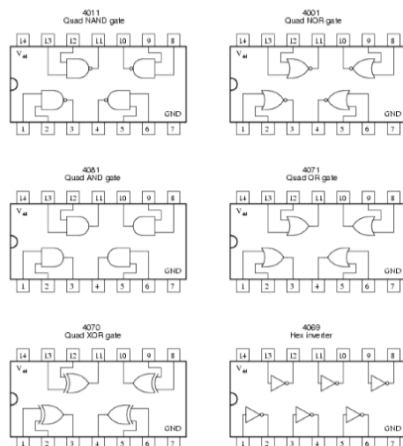 4011
Quad NAND gate
14 13 12 11 10 9 8
Vdd
GND
1 2 3 4 5 6 7
4001
Quad NOR gate
14 13 12 11 10 9 8
Vdd
GND
1 2 3 4 5 6 7
4081
Quad AND gate
14 13 12 11 10 9 8
Vdd
GND
1 2 3 4 5 6 7
4071
Quad OR gate
14 13 12 11 10 9 8
Vdd
GND
1 2 3 4 5 6 7
4070
Quad XOR gate
14 13 12 11 10 9 8
Vdd
GND
1 2 3 4 5 6 7
4069
Hex inverter
14 13 12 11 10 9 8
Vdd
GND
1 2 3 4 5 6 7